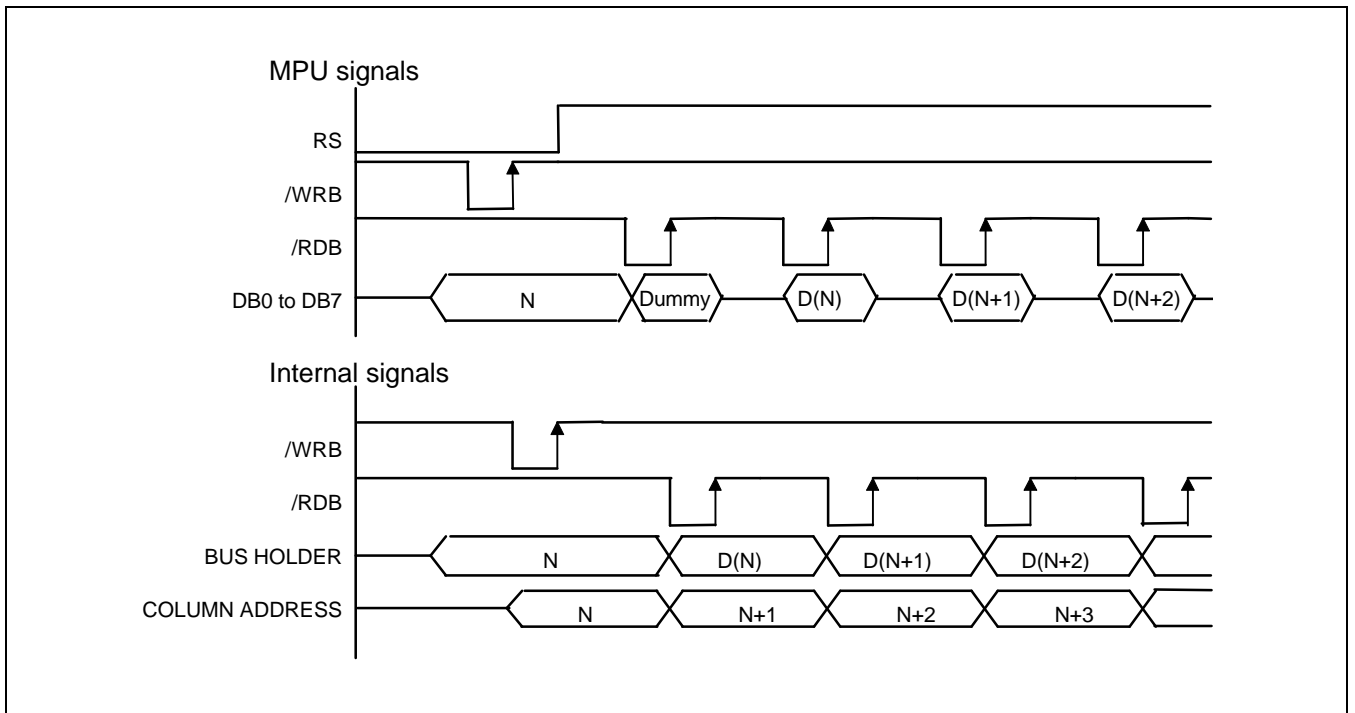 MPU signals
RS
/WRB
/RDB
DB0 to DB7 N Dummy D(N) D(N+1) D(N+2)
Internal signals
/WRB
/RDB
BUS HOLDER N D(N) D(N+1) D(N+2)
COLUMN ADDRESS N N+1 N+2 N+3